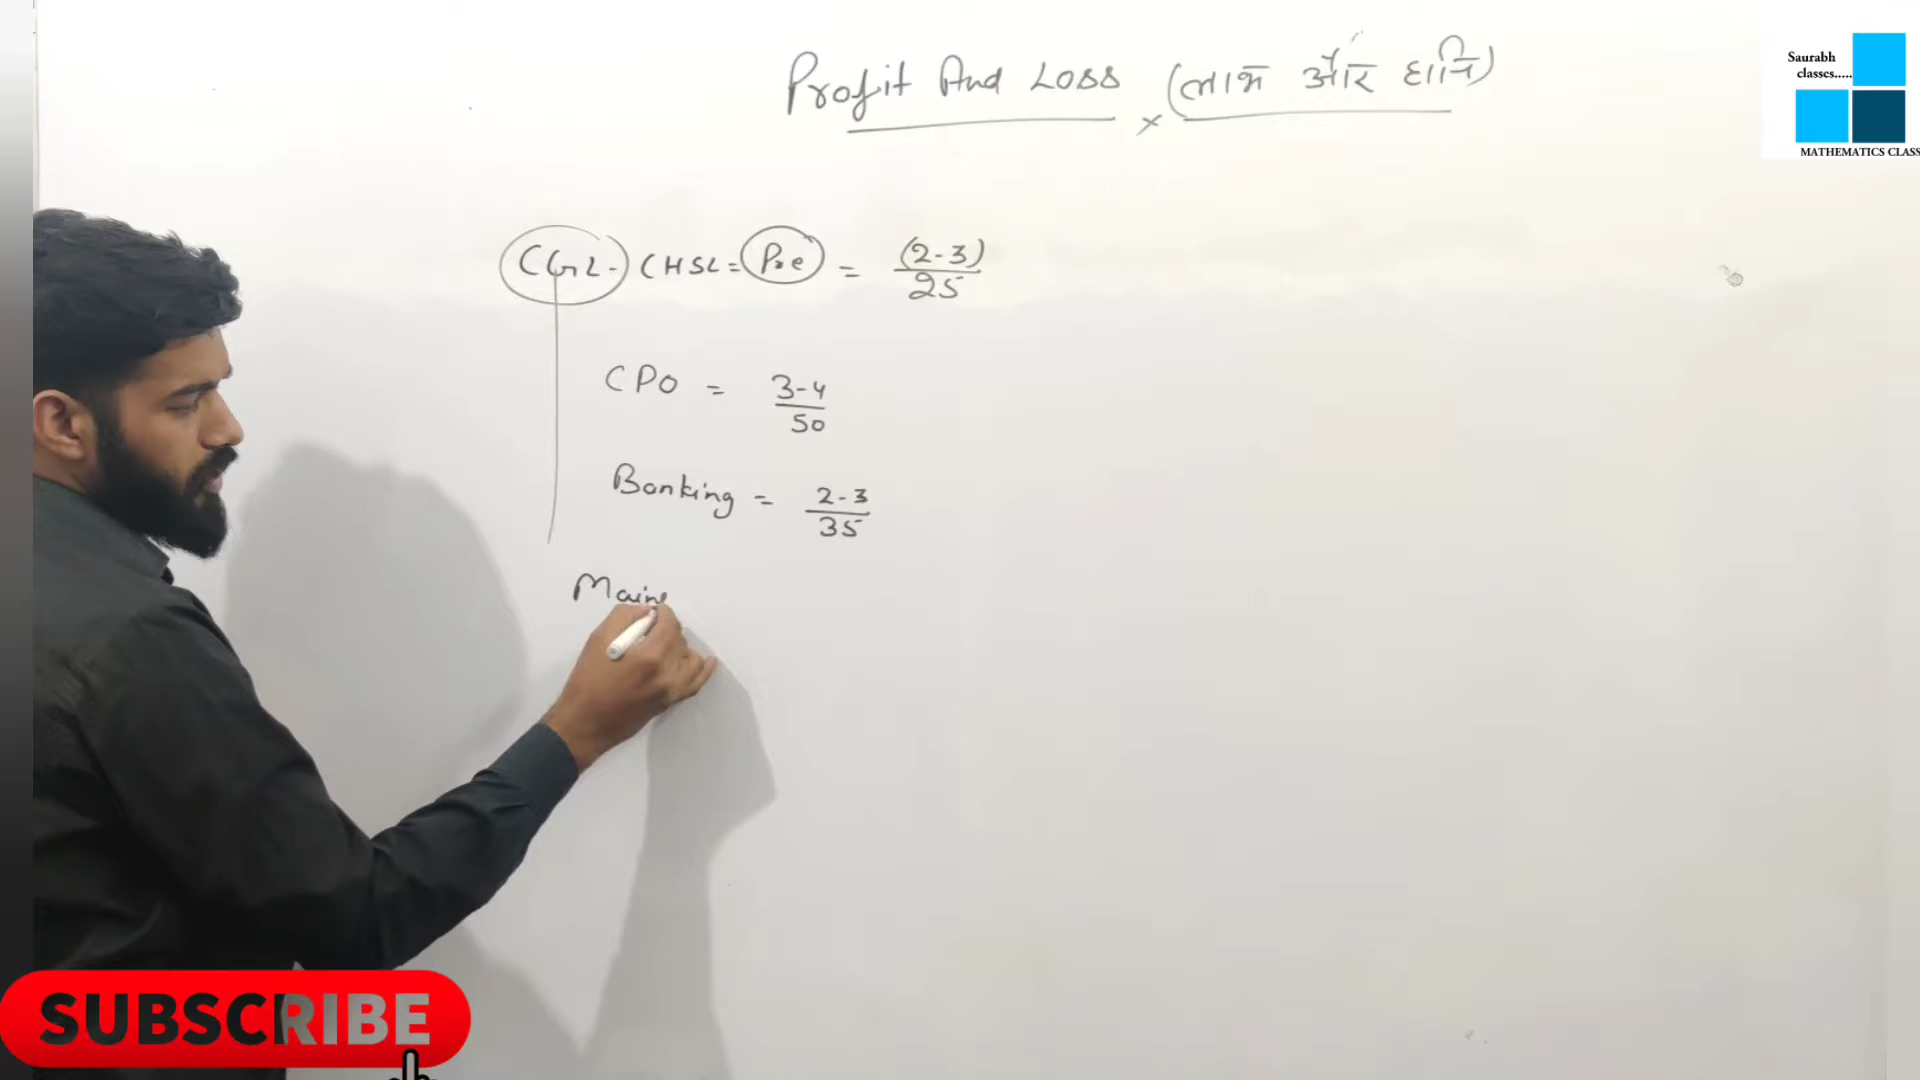 Profit And Loss (लाभ और हानि)
Saurabh
classes.....
MATHEMATICS CLASS
CGL - CHSL = Pre = (2-3)/25
CPO = 3-4/50
Banking = 2-3/35
Mains
SUBSCRIBE